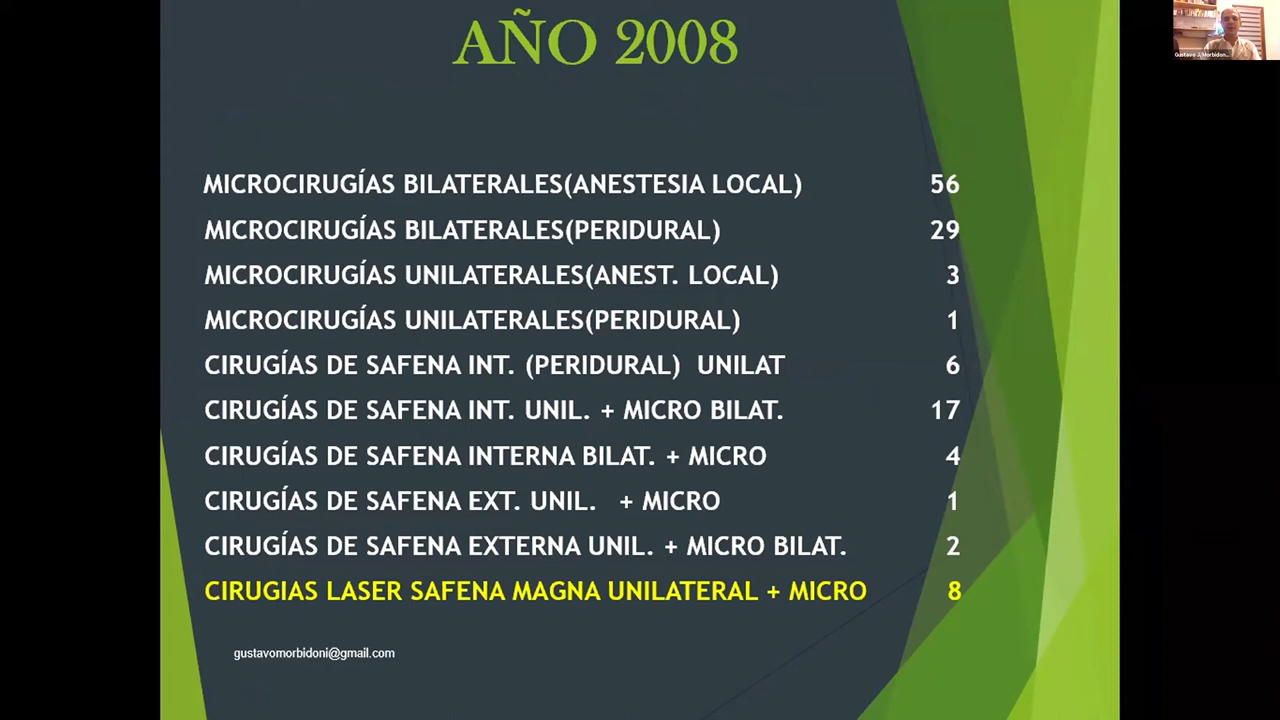 AÑO 2008
Gustavo J. Morbidon...
MICROCIRUGÍAS BILATERALES(ANESTESIA LOCAL) 56
MICROCIRUGÍAS BILATERALES(PERIDURAL) 29
MICROCIRUGÍAS UNILATERALES(ANEST. LOCAL) 3
MICROCIRUGÍAS UNILATERALES(PERIDURAL) 1
CIRUGÍAS DE SAFENA INT. (PERIDURAL) UNILAT 6
CIRUGÍAS DE SAFENA INT. UNIL. + MICRO BILAT. 17
CIRUGÍAS DE SAFENA INTERNA BILAT. + MICRO 4
CIRUGÍAS DE SAFENA EXT. UNIL. + MICRO 1
CIRUGÍAS DE SAFENA EXTERNA UNIL. + MICRO BILAT. 2
CIRUGIAS LASER SAFENA MAGNA UNILATERAL + MICRO 8
gustavomorbidoni@gmail.com